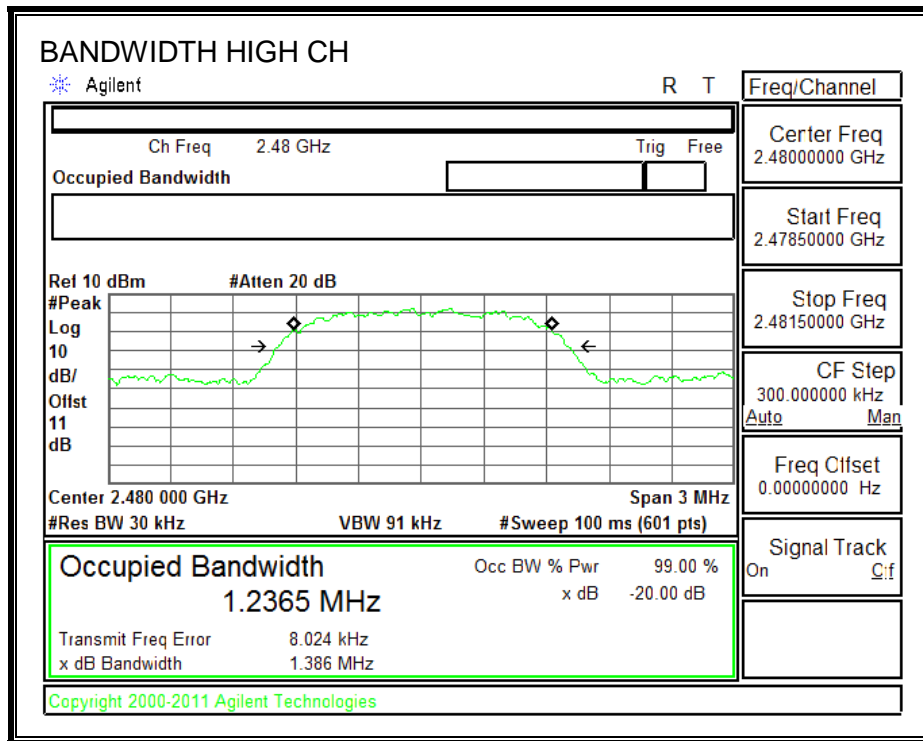 BANDWIDTH HIGH CH
Agilent R T
Ch Freq 2.48 GHz Trig Free
Occupied Bandwidth
Ref 10 dBm #Atten 20 dB
#Peak
Log
10
dB/
Offst
11
dB
Center 2.480 000 GHz Span 3 MHz
#Res BW 30 kHz VBW 91 kHz #Sweep 100 ms (601 pts)
Occupied Bandwidth
1.2365 MHz
Occ BW % Pwr 99.00 %
x dB -20.00 dB
Transmit Freq Error 8.024 kHz
x dB Bandwidth 1.386 MHz
Copyright 2000-2011 Agilent Technologies
Freq/Channel
Center Freq
2.48000000 GHz
Start Freq
2.47850000 GHz
Stop Freq
2.48150000 GHz
CF Step
300.000000 kHz
Auto Man
Freq Offset
0.00000000 Hz
Signal Track
On Off